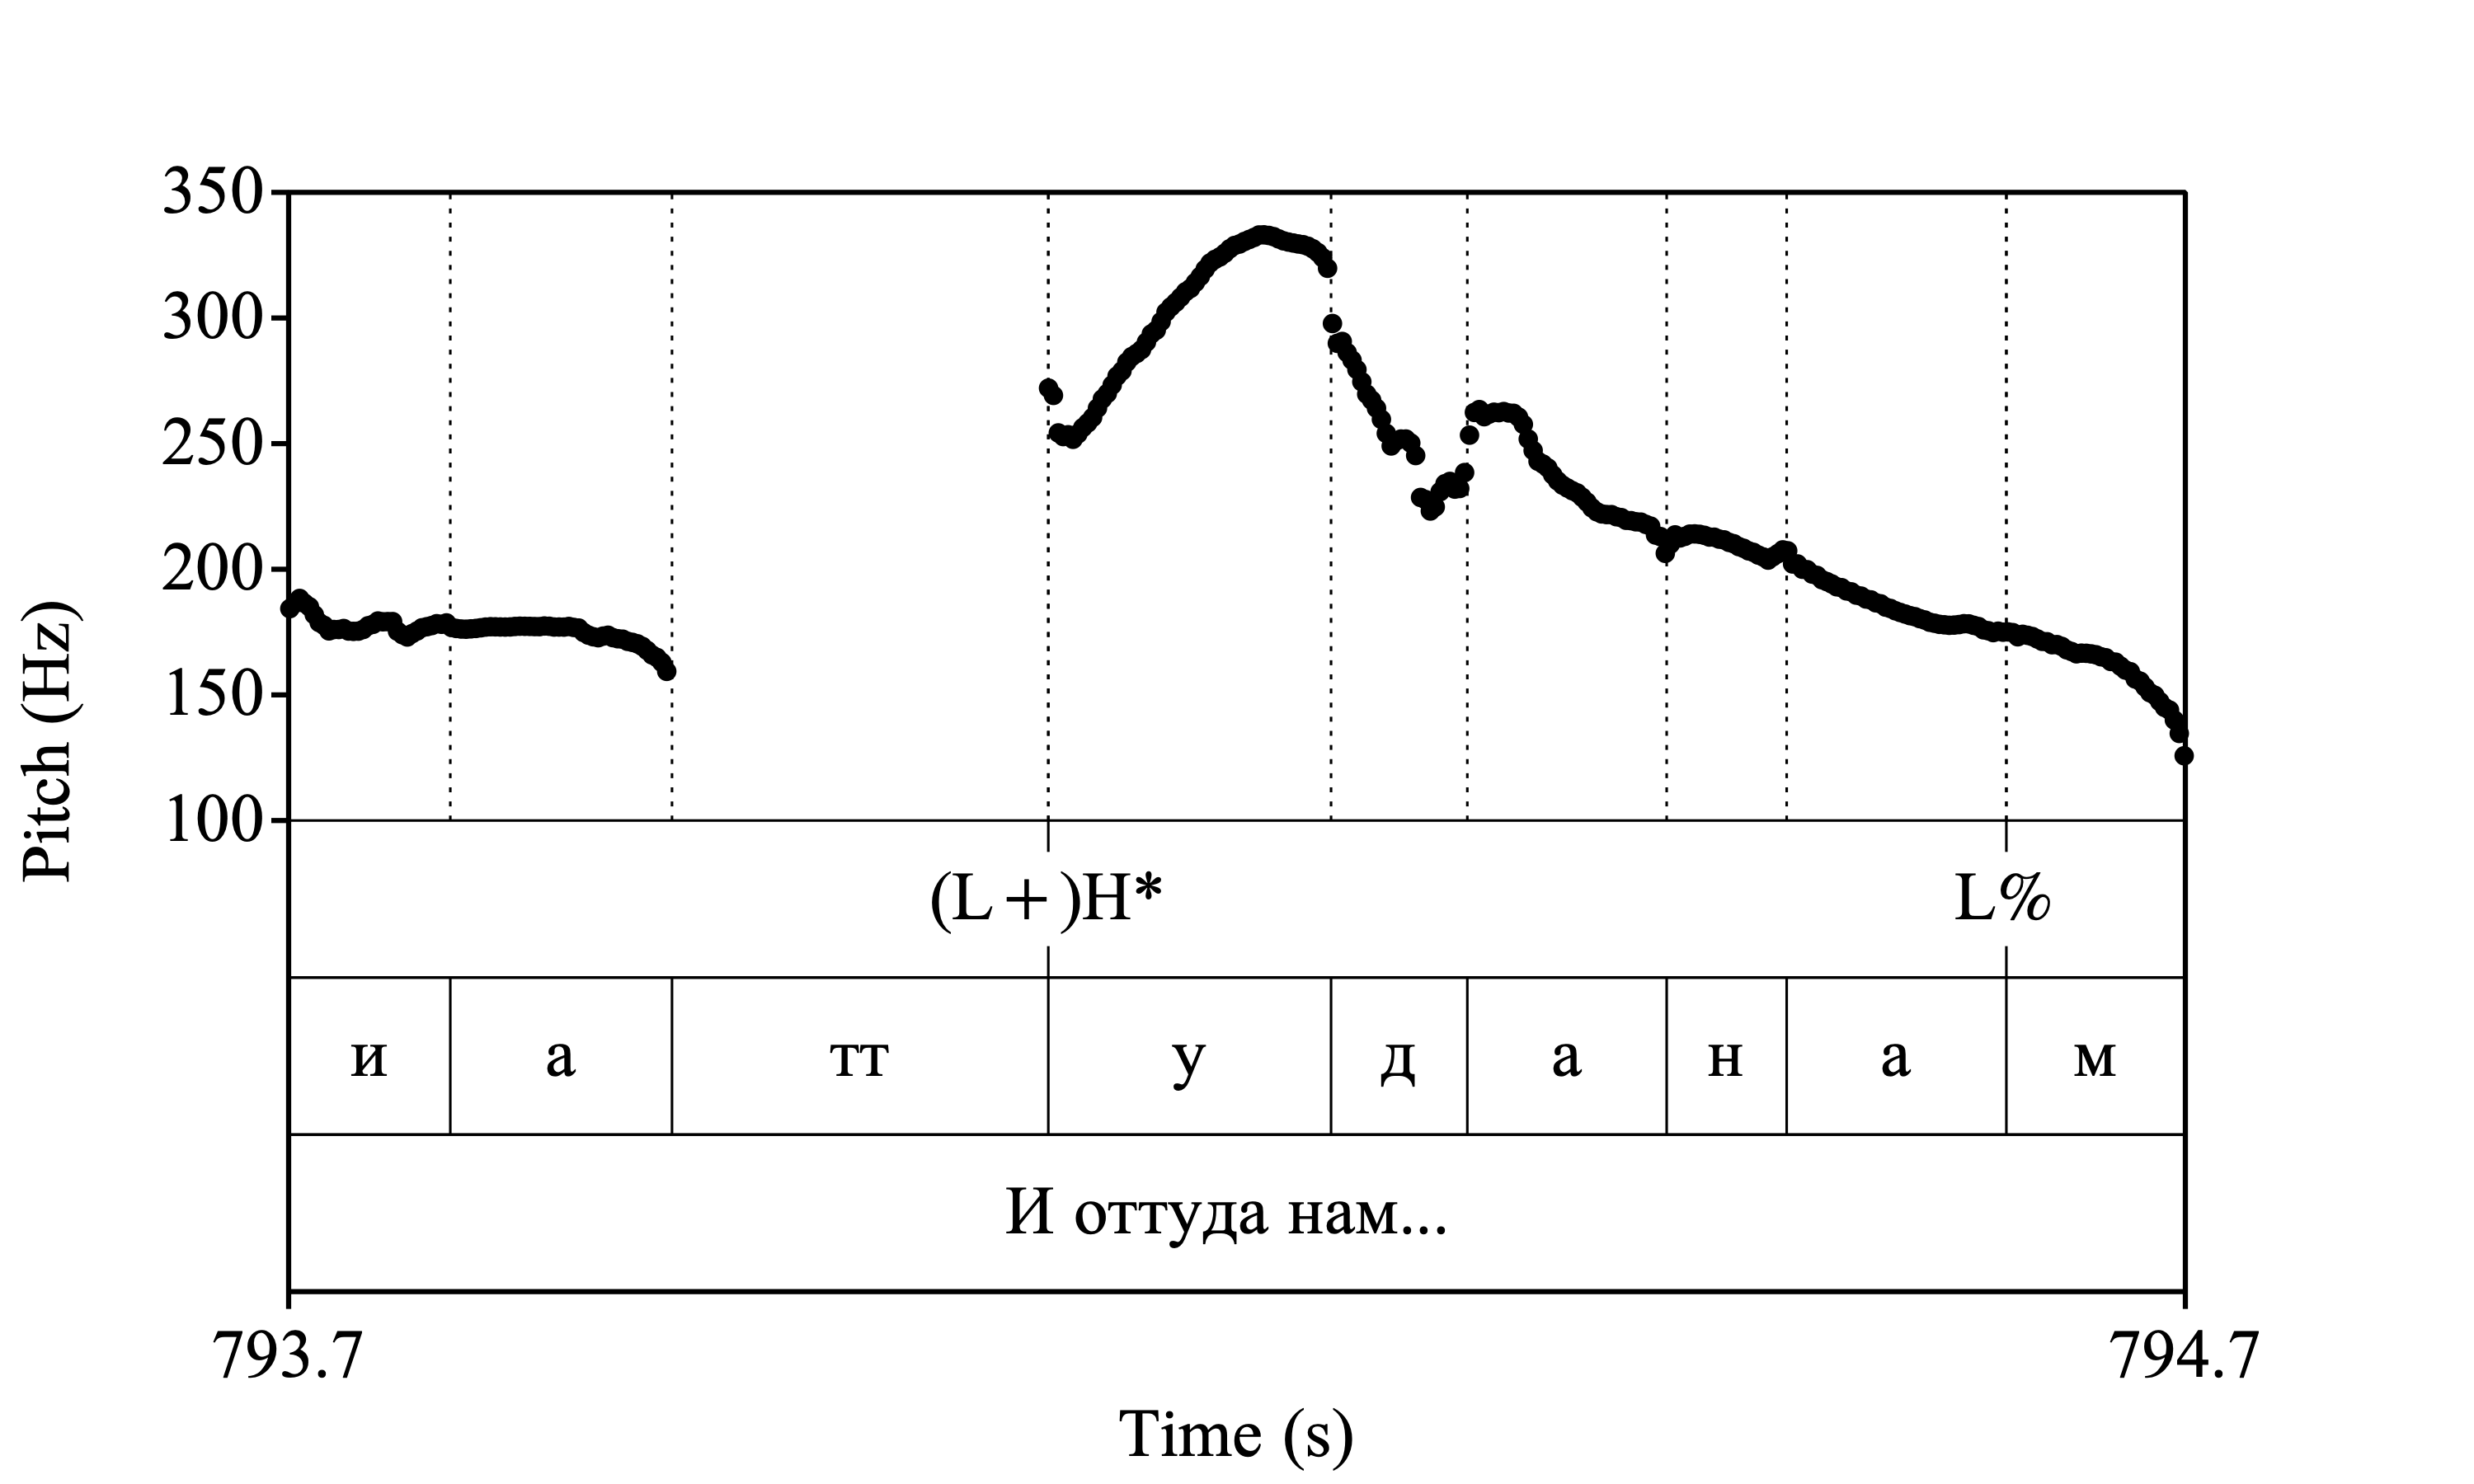 350
300
250
200
150
100
Pitch (Hz)
(L+)H* L%
и а тт у д а н а м
И оттуда нам...
793.7 794.7
Time (s)